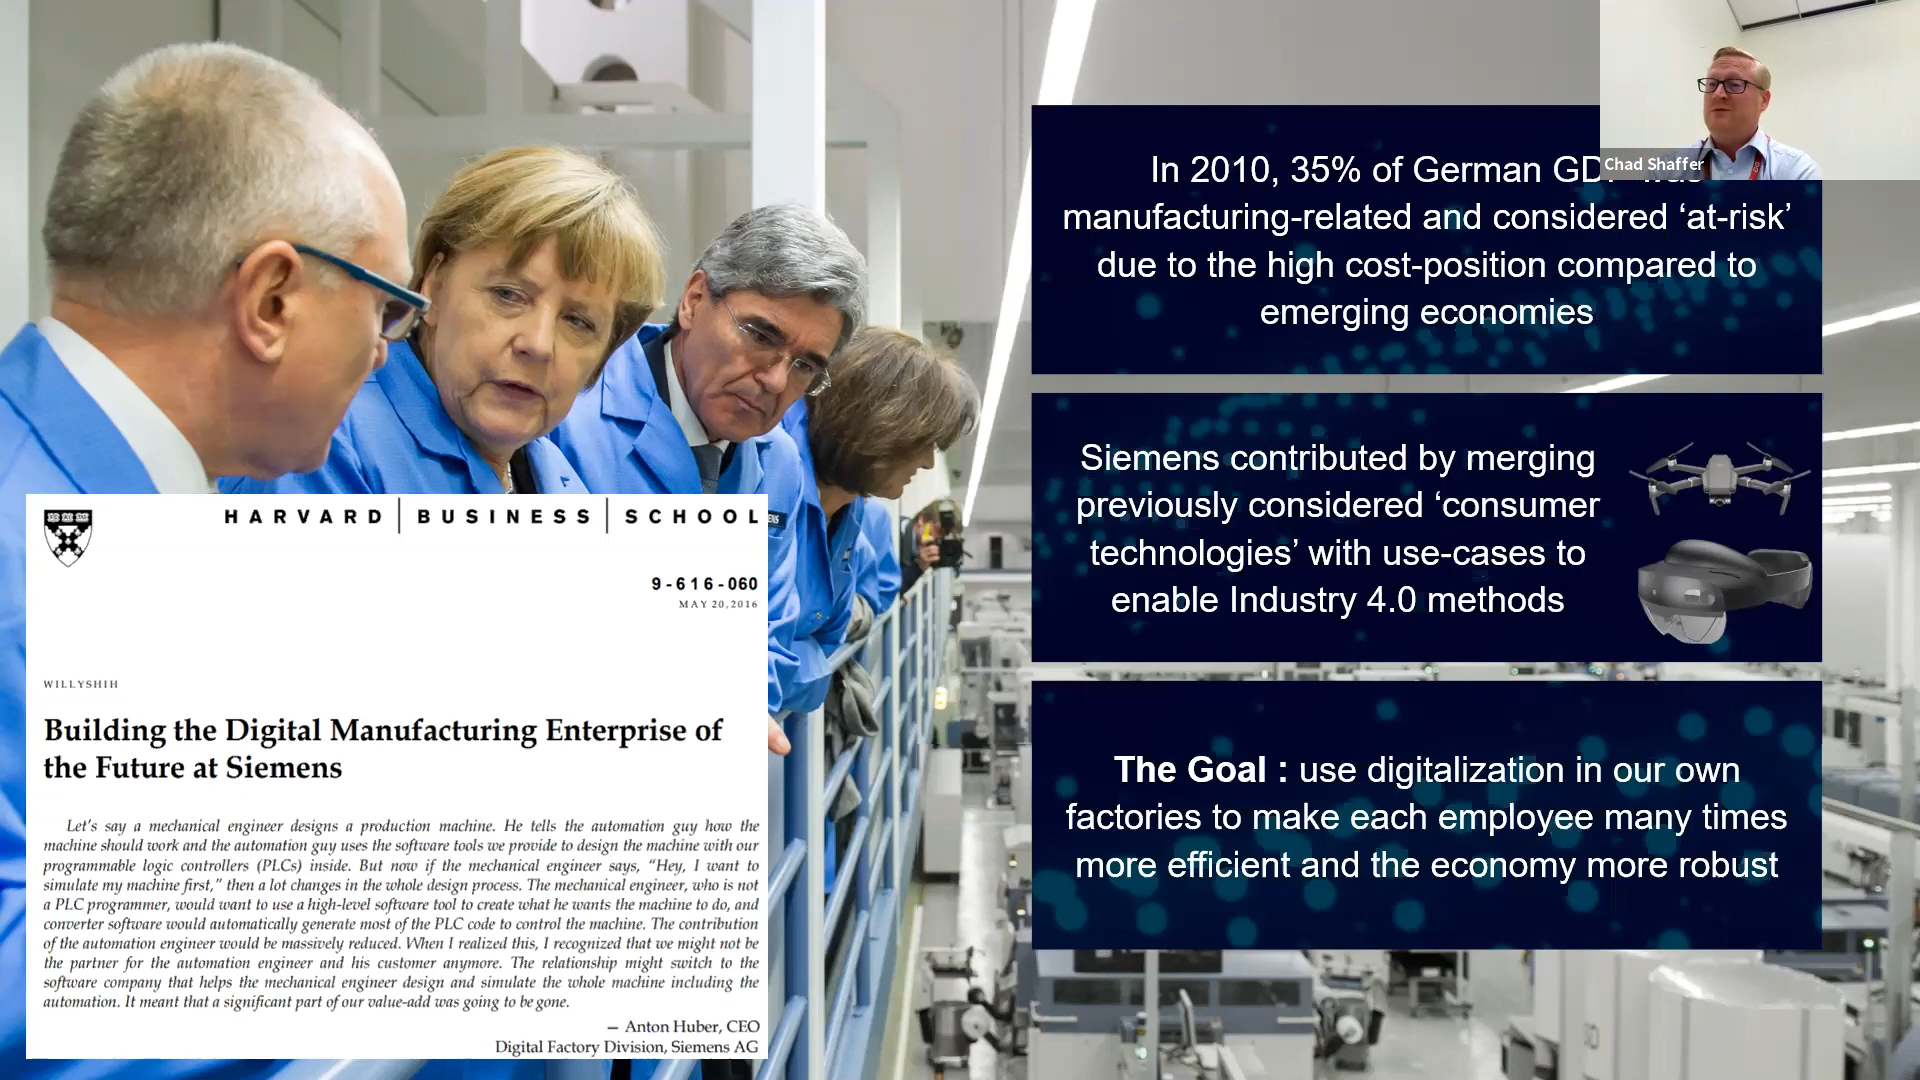 In 2010, 35% of German GD
Chad Shaffer
manufacturing-related and considered ‘at-risk’
due to the high cost-position compared to
emerging economies
Siemens contributed by merging
previously considered ‘consumer
technologies’ with use-cases to
enable Industry 4.0 methods
The Goal : use digitalization in our own
factories to make each employee many times
more efficient and the economy more robust
HARVARD | BUSINESS | SCHOOL
9-616-060
MAY 20,2016
WILLYSHIH
Building the Digital Manufacturing Enterprise of
the Future at Siemens
Let’s say a mechanical engineer designs a production machine. He tells the automation guy how the
machine should work and the automation guy uses the software tools we provide to design the machine with our
programmable logic controllers (PLCs) inside. But now if the mechanical engineer says, “Hey, I want to
simulate my machine first,” then a lot changes in the whole design process. The mechanical engineer, who is not
a PLC programmer, would want to use a high-level software tool to create what he wants the machine to do, and
converter software would automatically generate most of the PLC code to control the machine. The contribution
of the automation engineer would be massively reduced. When I realized this, I recognized that we might not be
the partner for the automation engineer and his customer anymore. The relationship might switch to the
software company that helps the mechanical engineer design and simulate the whole machine including the
automation. It meant that a significant part of our value-add was going to be gone.
— Anton Huber, CEO
Digital Factory Division, Siemens AG